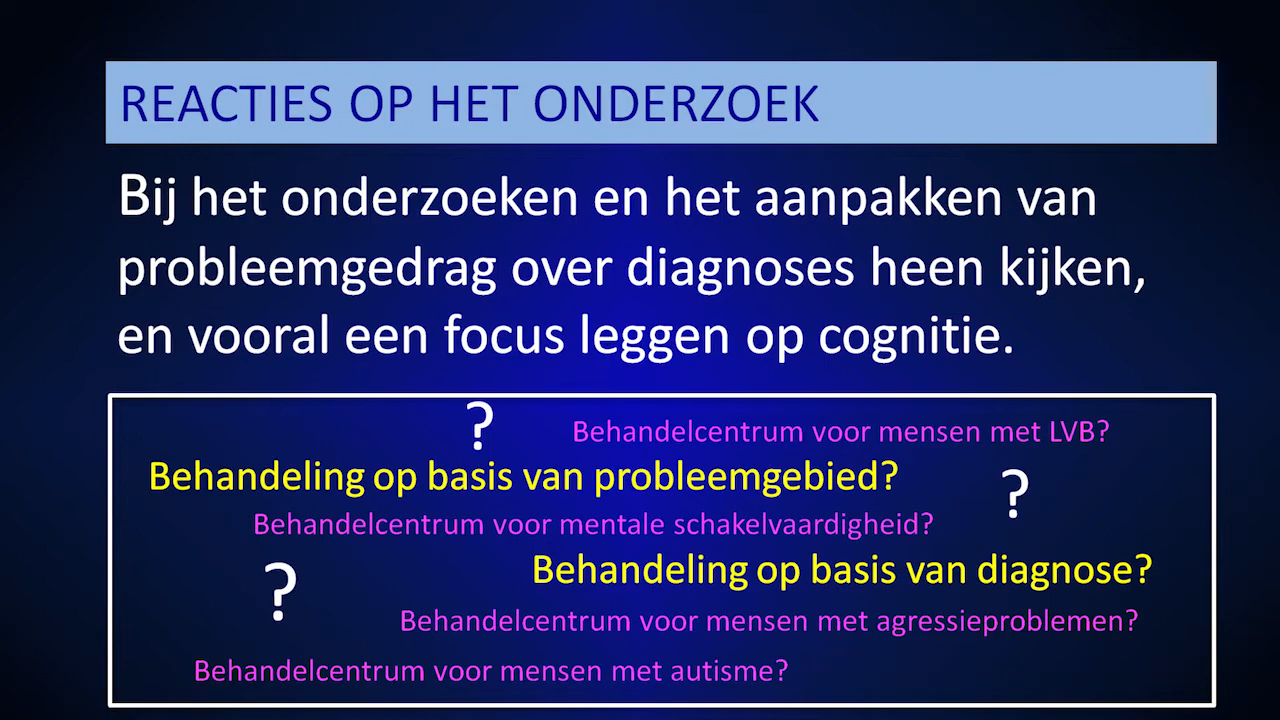 REACTIES OP HET ONDERZOEK
Bij het onderzoeken en het aanpakken van
probleemgedrag over diagnoses heen kijken,
en vooral een focus leggen op cognitie.
?
Behandelcentrum voor mensen met LVB?
Behandeling op basis van probleemgebied?
?
Behandelcentrum voor mentale schakelvaardigheid?
Behandeling op basis van diagnose?
?
Behandelcentrum voor mensen met agressieproblemen?
Behandelcentrum voor mensen met autisme?